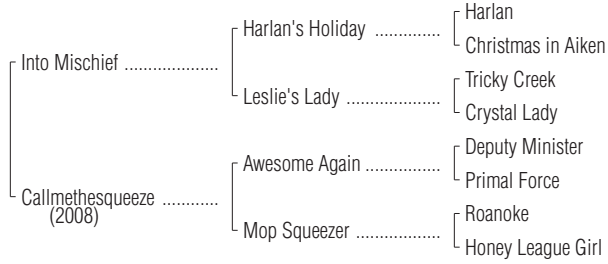 Harlan
Harlan's Holiday ..............
Christmas in Aiken
Into Mischief ....................
Tricky Creek
Leslie's Lady ....................
Crystal Lady
Deputy Minister
Awesome Again ................
Primal Force
Callmethesqueeze ............
(2008)
Roanoke
Mop Squeezer ..................
Honey League Girl